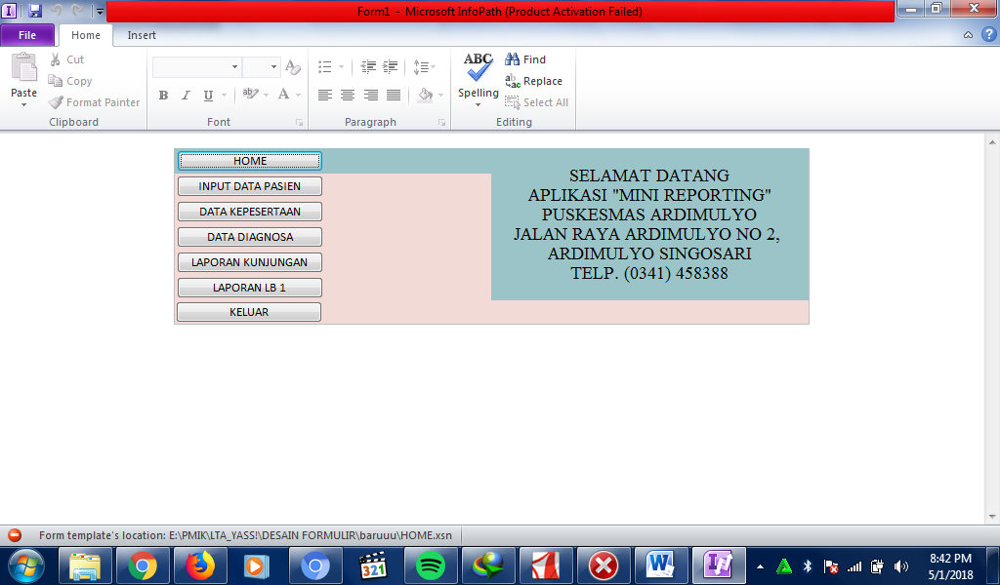 Form1 - Microsoft InfoPath (Product Activation Failed)
File Home Insert
Paste
Cut
Copy
Format Painter
Clipboard
B I U ab A
Font
Paragraph
ABC
Spelling
Find
Replace
Select All
Editing
HOME
INPUT DATA PASIEN
DATA KEPESERTAAN
DATA DIAGNOSA
LAPORAN KUNJUNGAN
LAPORAN LB 1
KELUAR
SELAMAT DATANG
APLIKASI "MINI REPORTING"
PUSKESMAS ARDIMULYO
JALAN RAYA ARDIMULYO NO 2,
ARDIMULYO SINGOSARI
TELP. (0341) 458388
Form template's location: E:\PMIK\LTA_YASS!\DESAIN FORMULIR\baruuu\HOME.xsn
321
8:42 PM
5/1/2018